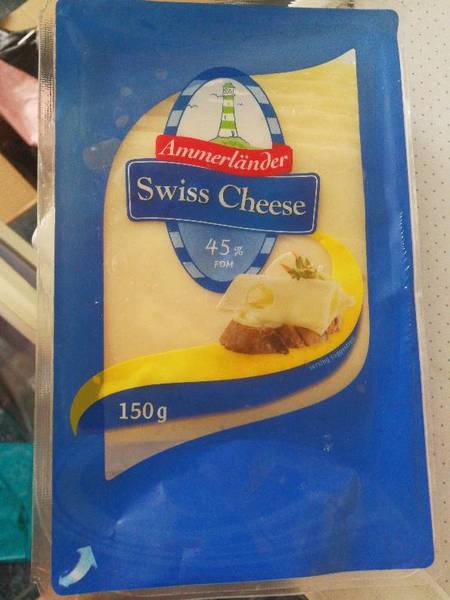 Ammerländer
Swiss Cheese
45%
FDM
serving suggestion
150g